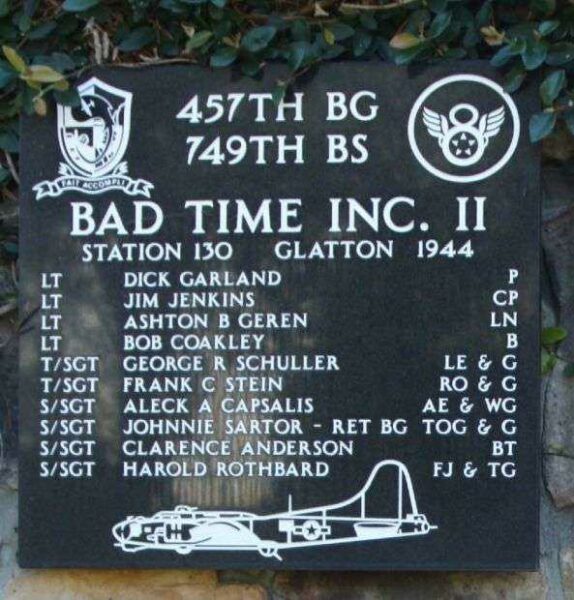 457TH BG
749TH BS
FAIT ACCOMPLI
BAD TIME INC. II
STATION 130 GLATTON 1944
LT DICK GARLAND P
LT JIM JENKINS CP
LT ASHTON B GEREN LN
LT BOB COAKLEY B
T/SGT GEORGE R SCHULLER LE & G
T/SGT FRANK C STEIN RO & G
S/SGT ALECK A CAPSALIS AE & WG
S/SGT JOHNNIE SARTOR - RET BG TOG & G
S/SGT CLARENCE ANDERSON BT
S/SGT HAROLD ROTHBARD FJ & TG